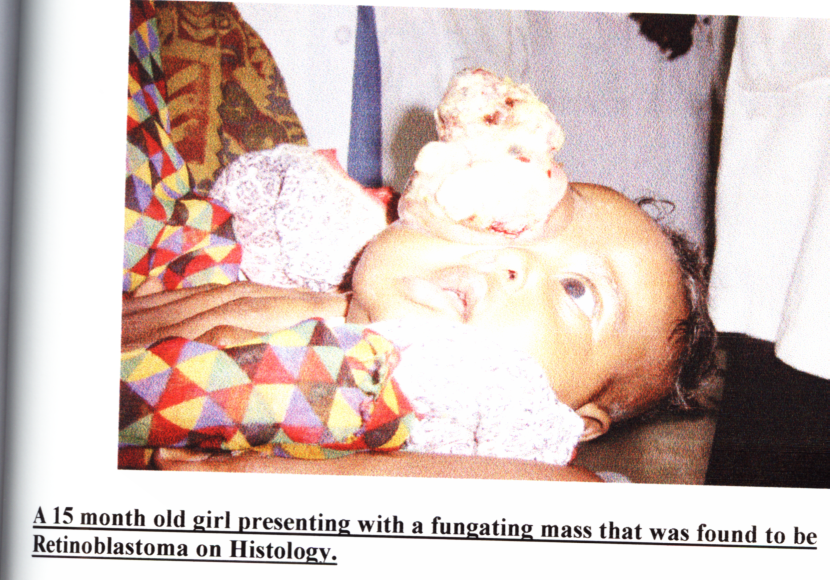 A 15 month old girl presenting with a fungating mass that was found to be
Retinoblastoma on Histology.